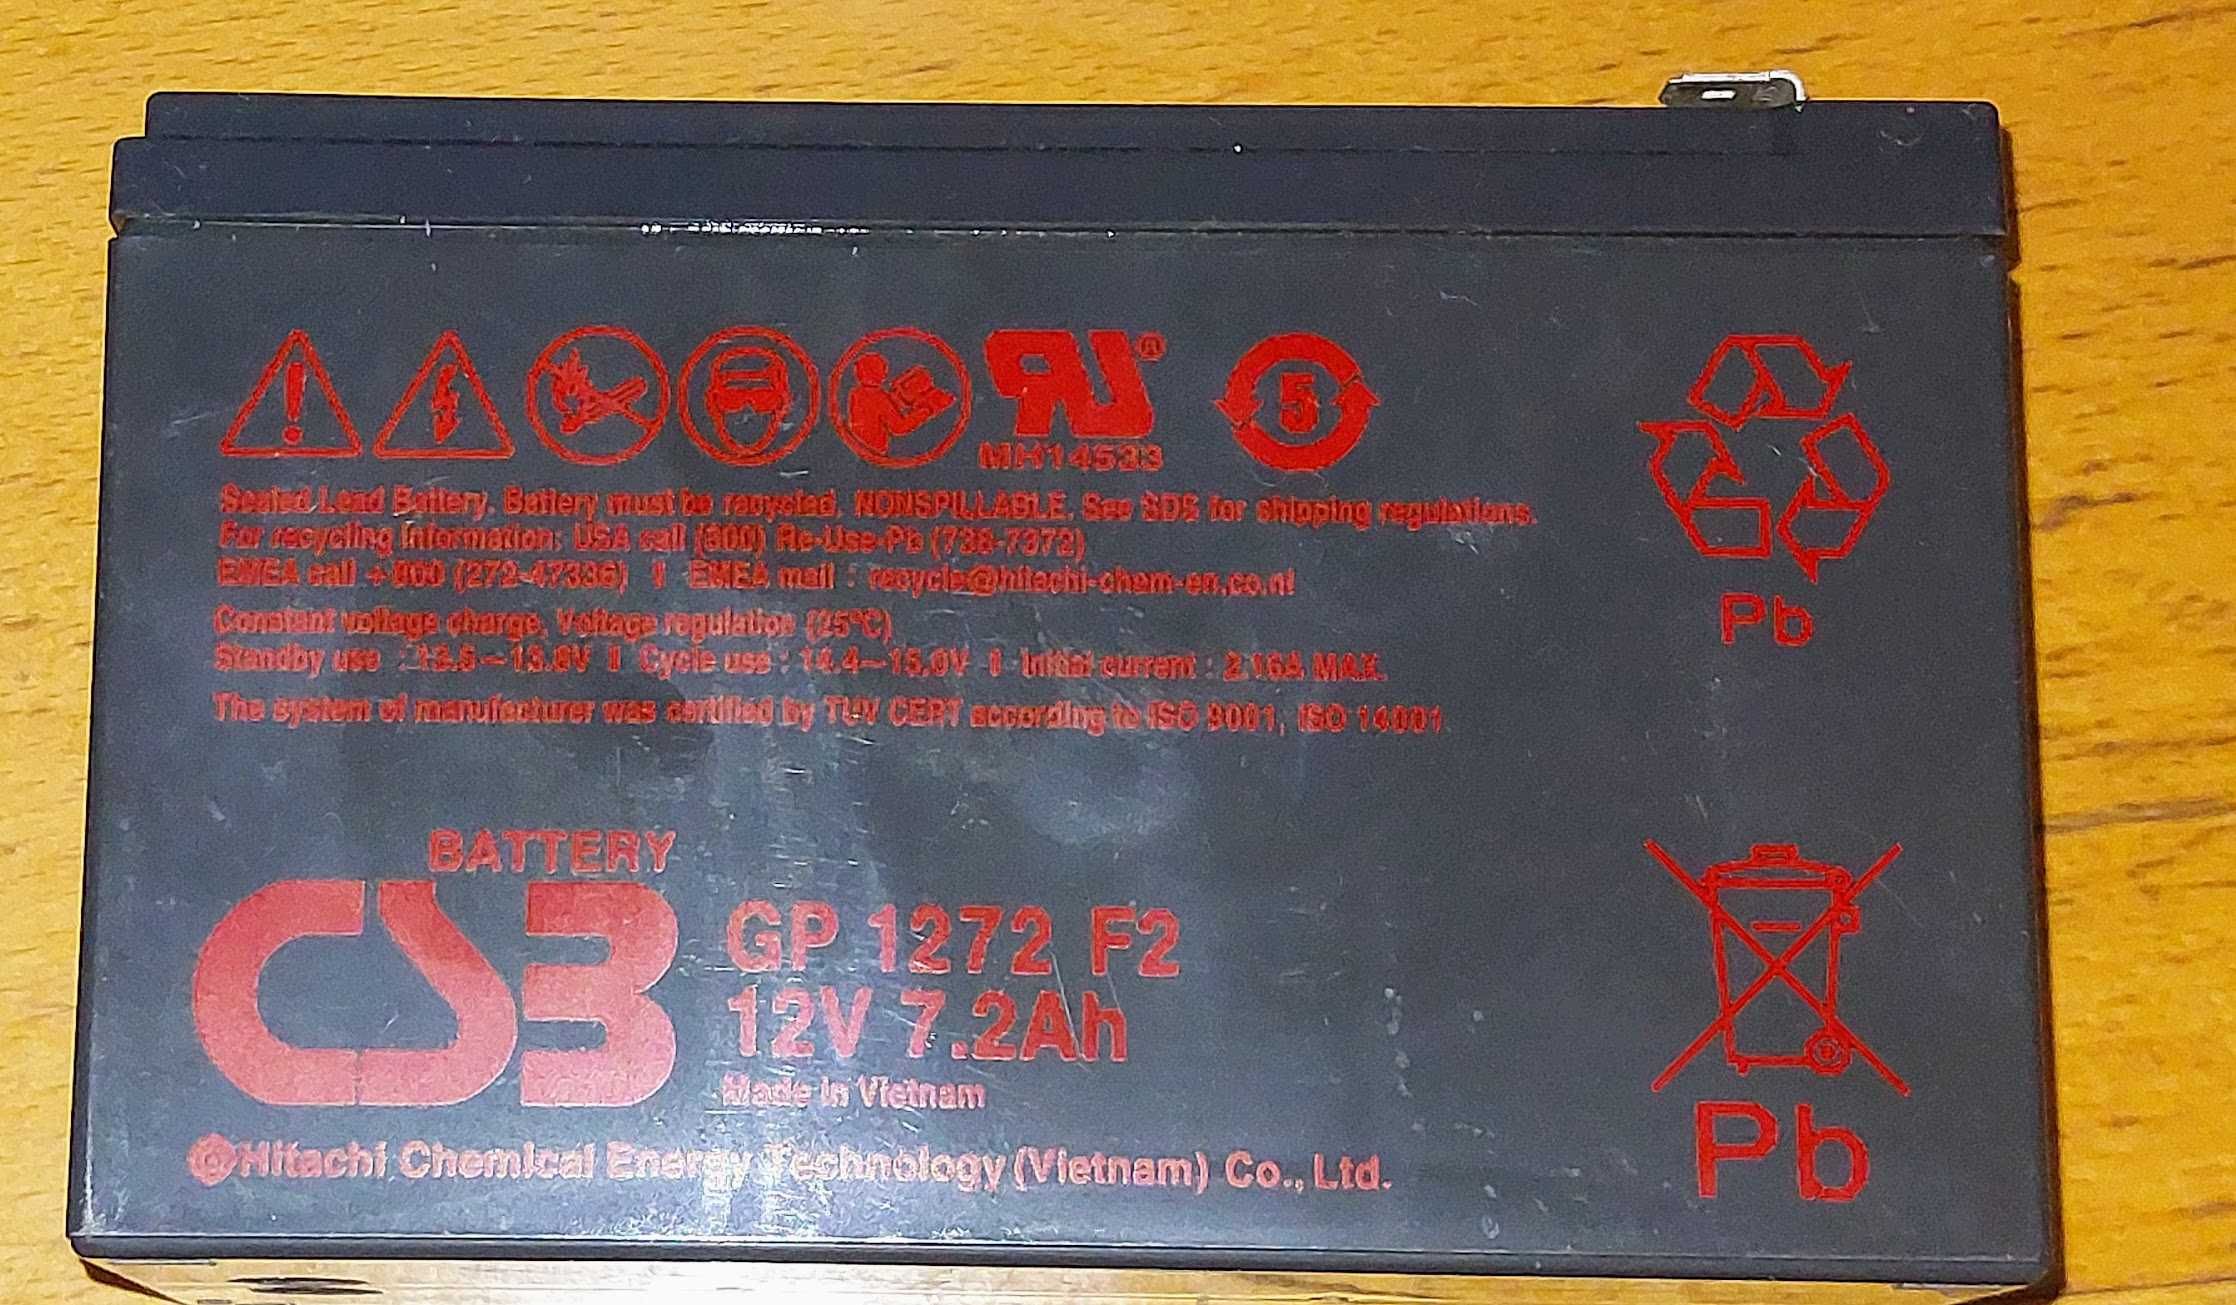 MH14533
5
Sealed Lead Battery. Battery must be recycled. NONSPILLABLE. See SDS for shipping regulations.
For recycling information: USA call (800) Re-Use-Pb (738-7372)
EMEA call +800 (272-47336) | EMEA mail : recycle@hitachi-chem-en.co.nl
Constant voltage charge, Voltage regulation (25°C)
Standby use : 13.5~13.8V | Cycle use : 14.4~15.0V | Initial current : 2.16A MAX.
The system of manufacturer was certified by TUV CERT according to ISO 9001, ISO 14001
Pb
BATTERY
CSB
GP 1272 F2
12V 7.2Ah
Made in Vietnam
Hitachi Chemical Energy Technology (Vietnam) Co., Ltd.
Pb